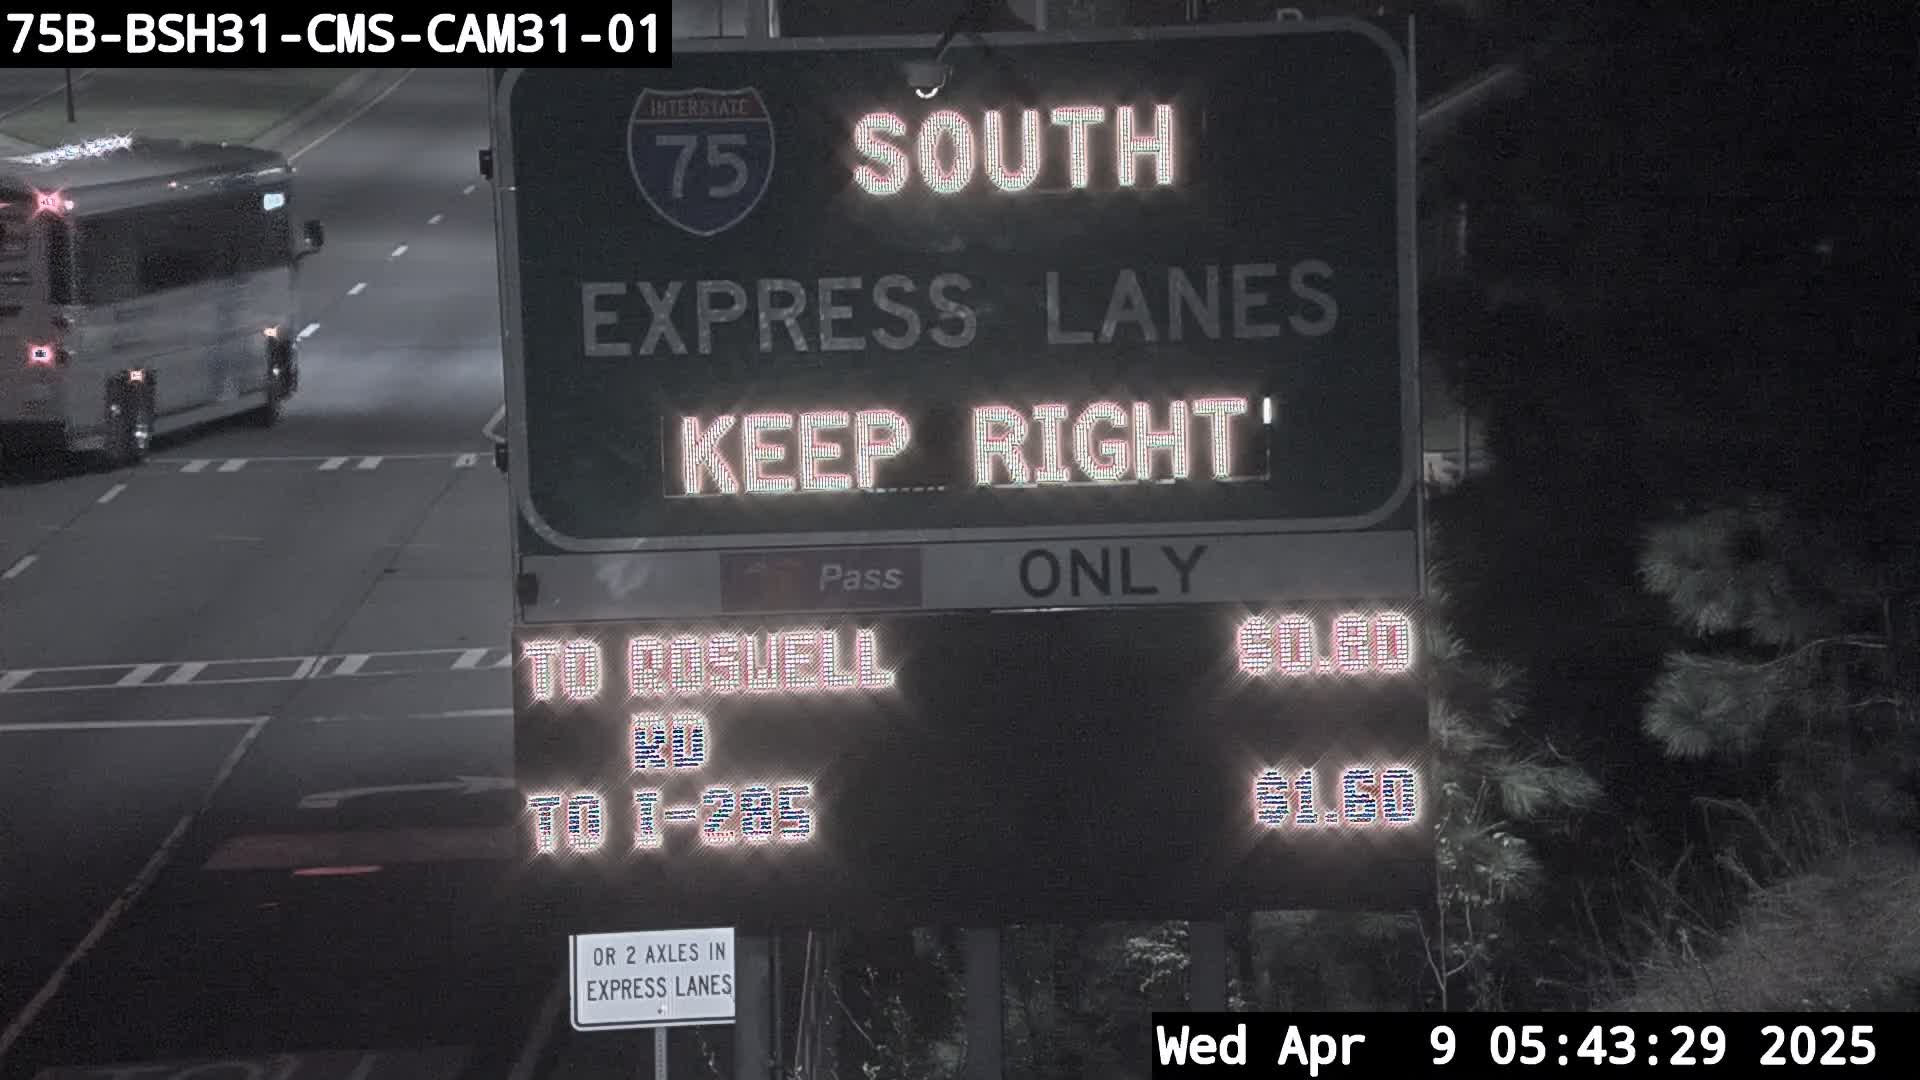 75B-BSH31-CMS-CAM31-01
INTERSTATE
75
SOUTH
EXPRESS LANES
KEEP RIGHT
Pass ONLY
TO ROSWELL $0.80
RD
TO I-285 $1.60
OR 2 AXLES IN
EXPRESS LANES
Wed Apr 9 05:43:29 2025